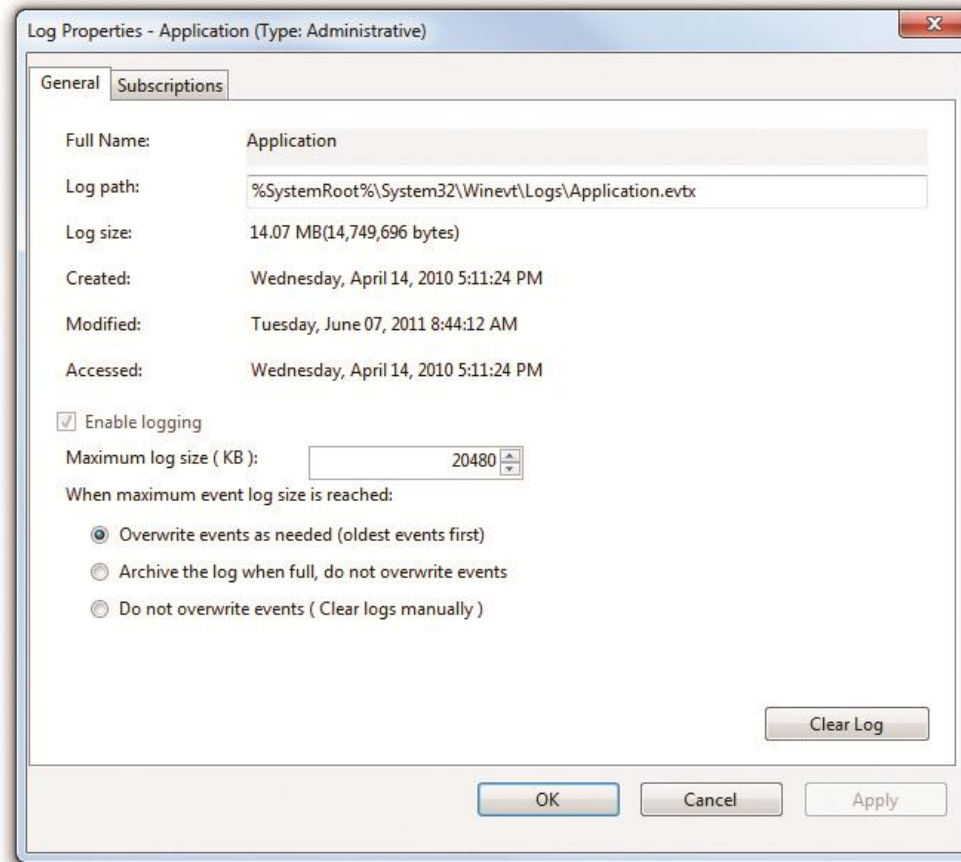 Log Properties - Application (Type: Administrative)
General Subscriptions
Full Name: Application
Log path: %SystemRoot%\System32\Winevt\Logs\Application.evtx
Log size: 14.07 MB(14,749,696 bytes)
Created: Wednesday, April 14, 2010 5:11:24 PM
Modified: Tuesday, June 07, 2011 8:44:12 AM
Accessed: Wednesday, April 14, 2010 5:11:24 PM
Enable logging
Maximum log size ( KB ): 20480
When maximum event log size is reached:
Overwrite events as needed (oldest events first)
Archive the log when full, do not overwrite events
Do not overwrite events ( Clear logs manually )
Clear Log
OK Cancel Apply